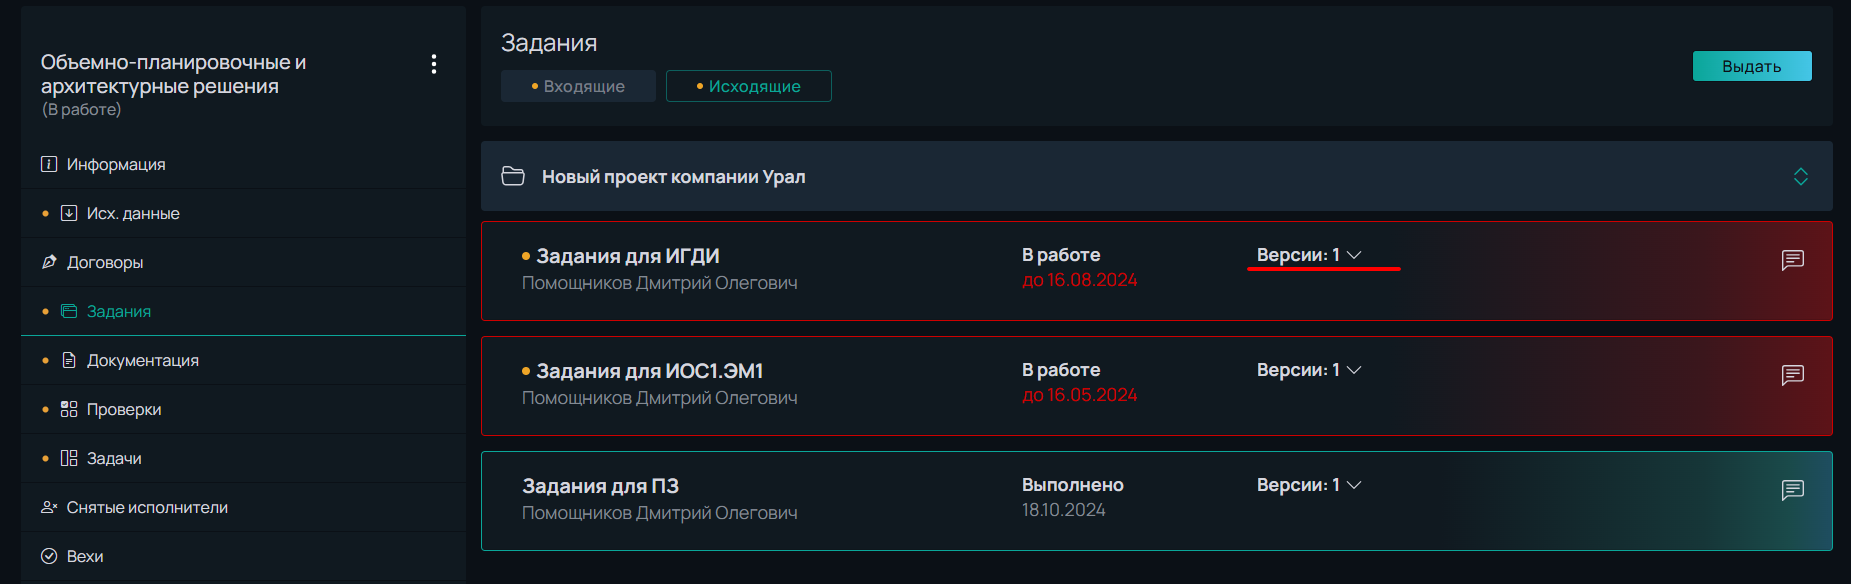 Объемно-планировочные и
архитектурные решения
(В работе)
Информация
Исх. данные
Договоры
Задания
Документация
Проверки
Задачи
Снятые исполнители
Вехи
Задания
Входящие
Исходящие
Выдать
Новый проект компании Урал
Задания для ИГДИ
Помощников Дмитрий Олегович
В работе
до 16.08.2024
Версии: 1
Задания для ИОС1.ЭМ1
Помощников Дмитрий Олегович
В работе
до 16.05.2024
Версии: 1
Задания для ПЗ
Помощников Дмитрий Олегович
Выполнено
18.10.2024
Версии: 1